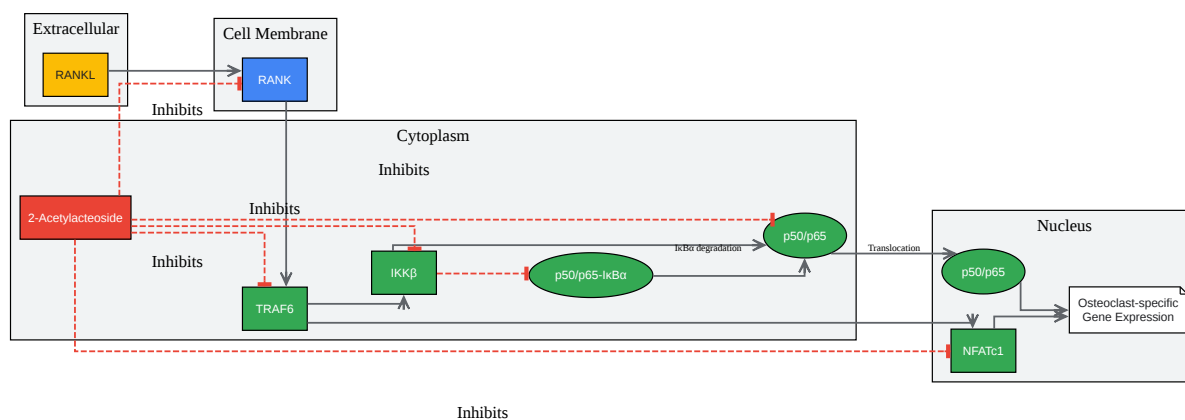 Extracellular
Cell Membrane
RANKL
RANK
Inhibits
Cytoplasm
Inhibits
2-Acetylacteoside
Inhibits
p50/p65
Nucleus
IκBα degradation
Translocation
Inhibits
IKKβ
p50/p65-IκBα
p50/p65
TRAF6
Osteoclast-specific
Gene Expression
NFATc1
Inhibits